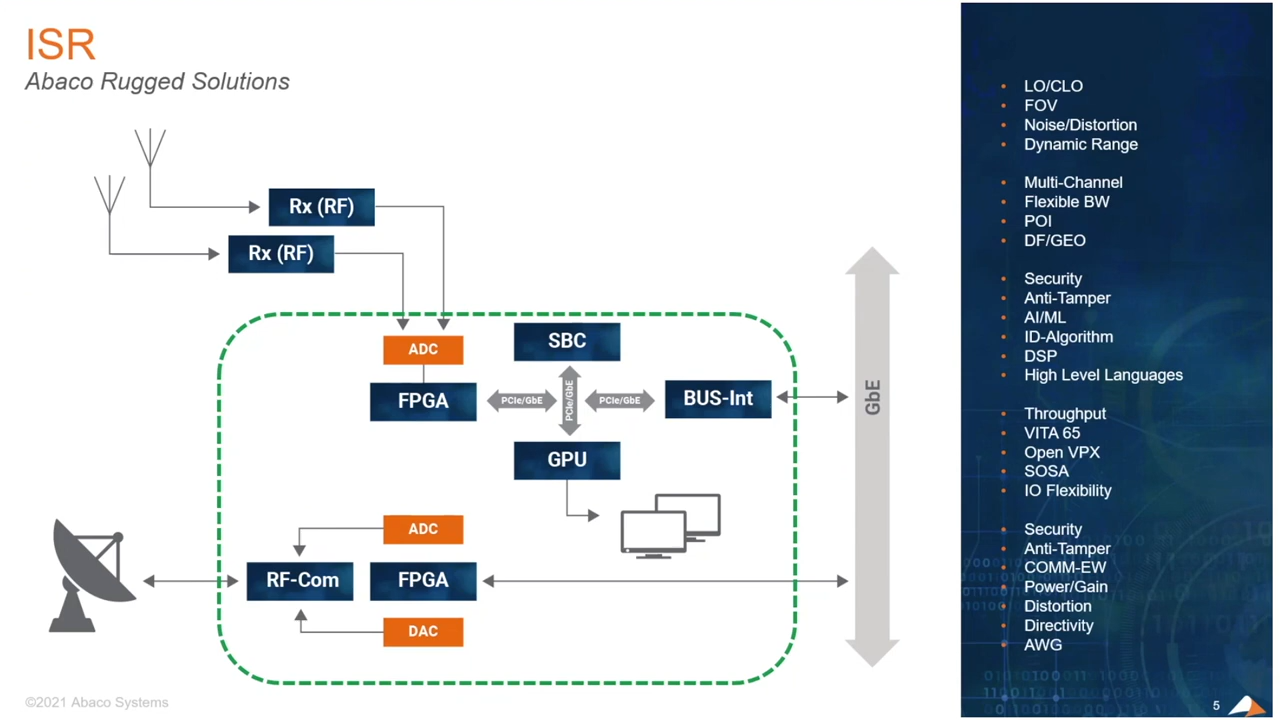 ISR
Abaco Rugged Solutions
Rx (RF)
Rx (RF)
ADC
SBC
FPGA
PCIe/GbE
PCIe/GbE
PCIe/GbE
BUS-Int
GbE
GPU
ADC
RF-Com
FPGA
DAC
LO/CLO
FOV
Noise/Distortion
Dynamic Range
Multi-Channel
Flexible BW
POI
DF/GEO
Security
Anti-Tamper
AI/ML
ID-Algorithm
DSP
High Level Languages
Throughput
VITA 65
Open VPX
SOSA
IO Flexibility
Security
Anti-Tamper
COMM-EW
Power/Gain
Distortion
Directivity
AWG
©2021 Abaco Systems
5